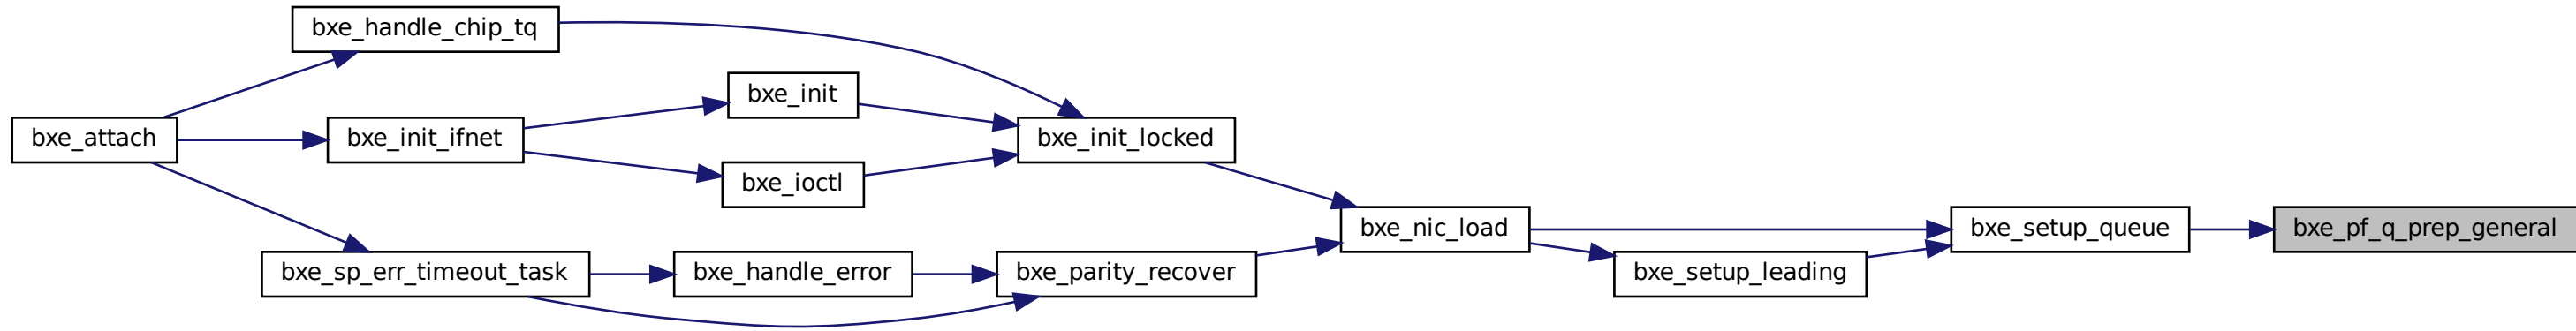 bxe_handle_chip_tq
bxe_init
bxe_attach
bxe_init_ifnet
bxe_init_locked
bxe_ioctl
bxe_nic_load
bxe_setup_queue
bxe_pf_q_prep_general
bxe_sp_err_timeout_task
bxe_handle_error
bxe_parity_recover
bxe_setup_leading